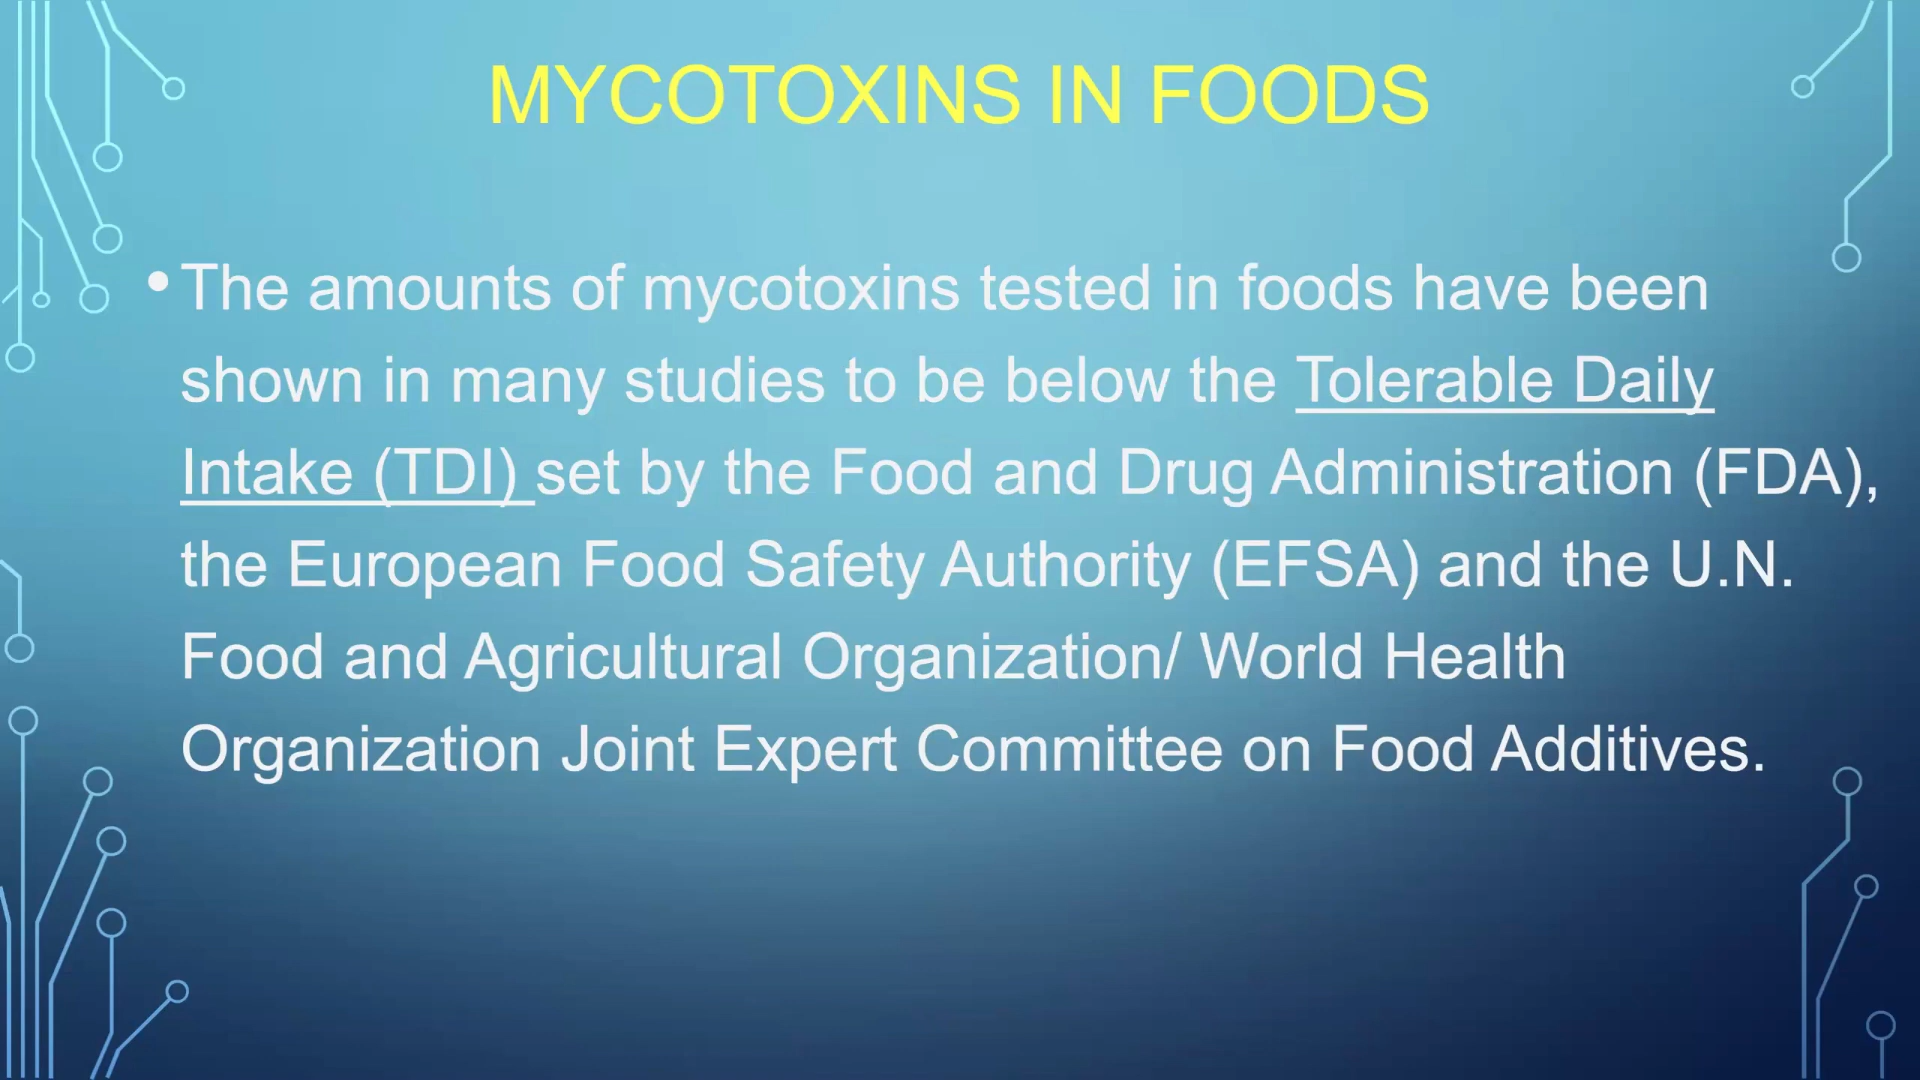 MYCOTOXINS IN FOODS
• The amounts of mycotoxins tested in foods have been
shown in many studies to be below the Tolerable Daily
Intake (TDI) set by the Food and Drug Administration (FDA),
the European Food Safety Authority (EFSA) and the U.N.
Food and Agricultural Organization/ World Health
Organization Joint Expert Committee on Food Additives.